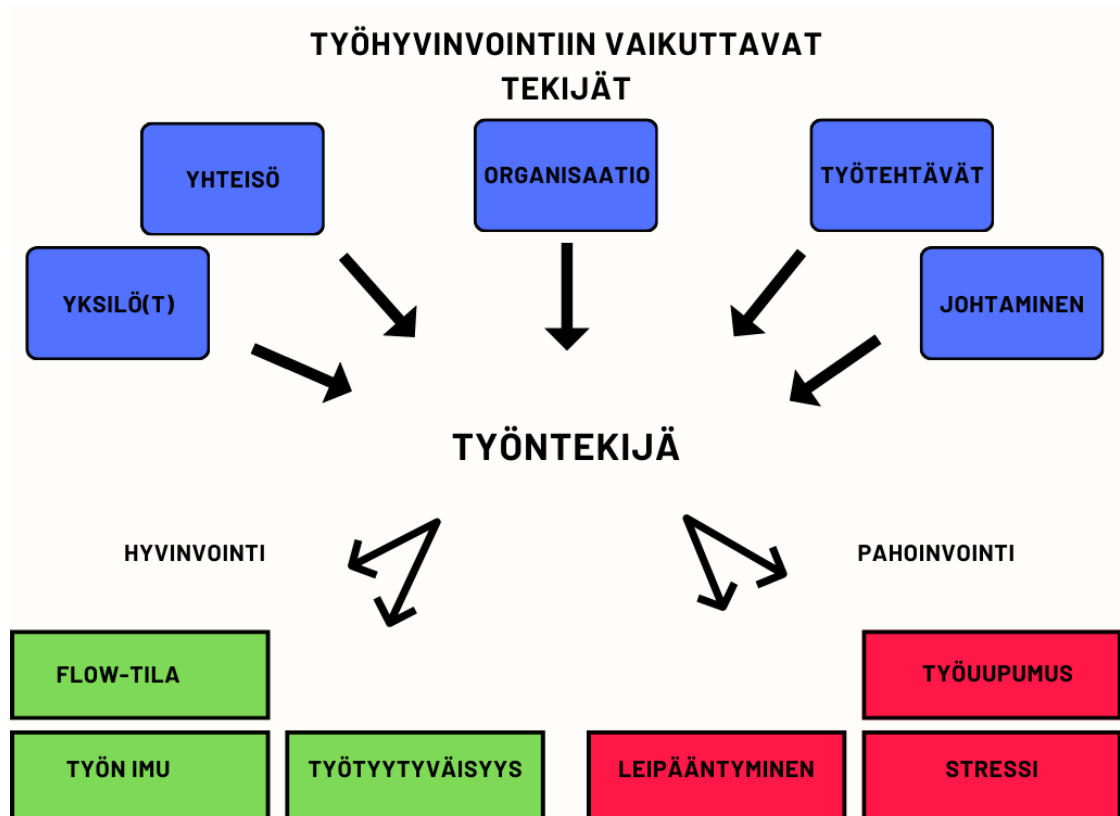 TYÖHYVINVOINTIIN VAIKUTTAVAT
TEKIJÄT
YHTEISÖ
ORGANISAATIO
TYÖTEHTÄVÄT
YKSILÖ(T)
JOHTAMINEN
TYÖNTEKIJÄ
HYVINVOINTI
PAHOINVOINTI
FLOW-TILA
TYÖUUPUMUS
TYÖN IMU
TYÖTYYTYVÄISYYS
LEIPÄÄNTYMINEN
STRESSI